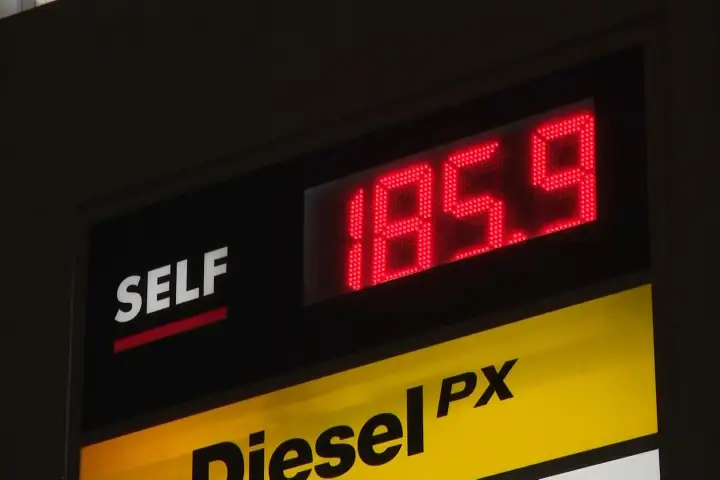 SELF
185.9
Diesel PX